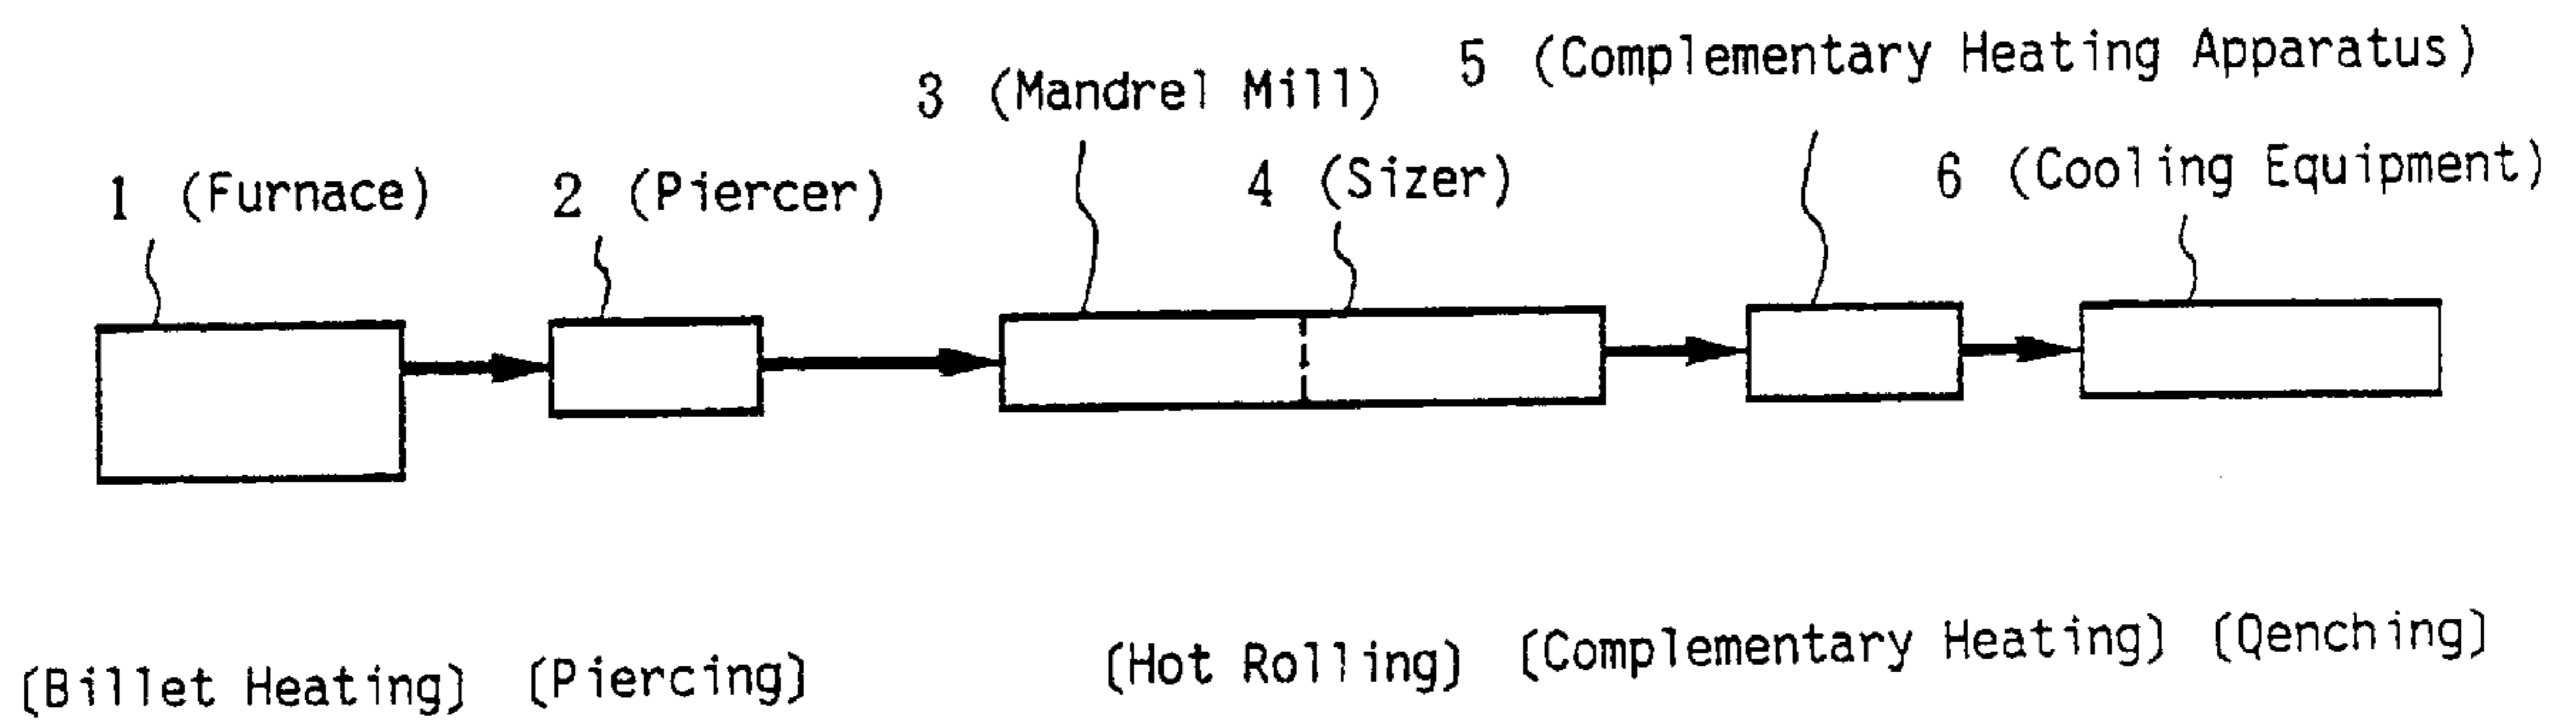 5 (Complementary Heating Apparatus)
3 (Mandrel Mill)
6 (Cooling Equipment)
4 (Sizer)
1 (Furnace)
2 (Piercer)
[Billet Heating] [Piercing] [Hot Rolling] [Complementary Heating] [Qenching]